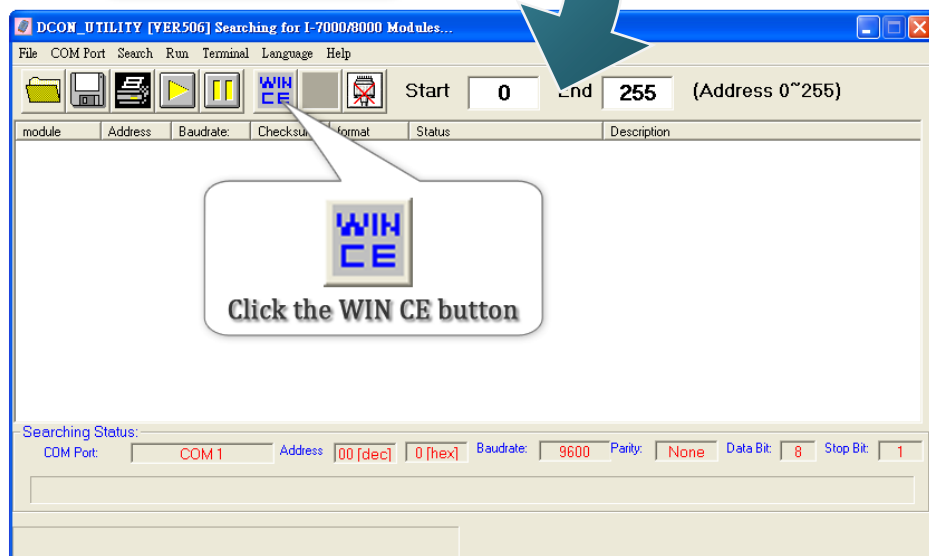 DCON_UTILITY [VER506] Searching for I-7000/8000 Modules...
File COM Port Search Run Terminal Language Help
WIN CE Start 0 End 255 (Address 0~255)
module Address Baudrate: Checksum format Status Description
WIN
CE
Click the WIN CE button
Searching Status:
COM Port: COM 1 Address 00 [dec] 0 [hex] Baudrate: 9600 Parity: None Data Bit: 8 Stop Bit: 1